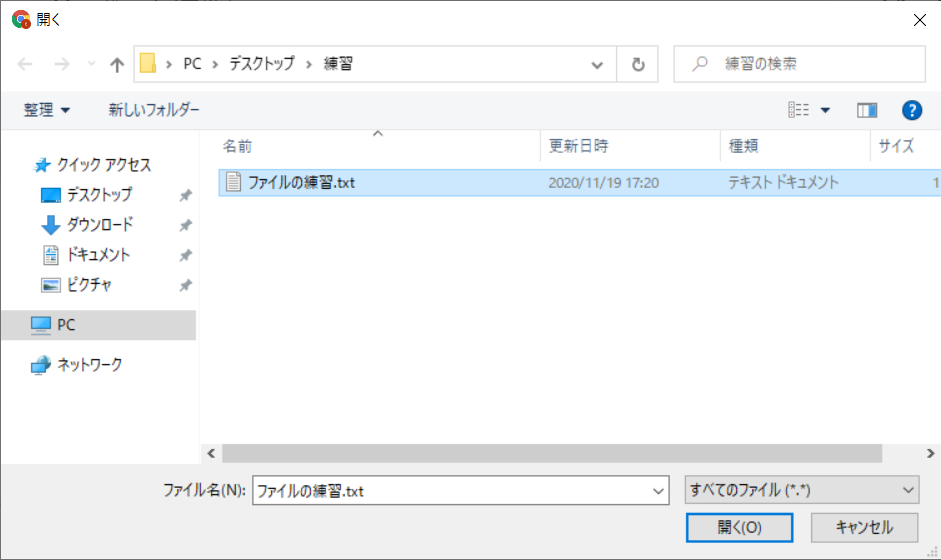 開く
PC › デスクトップ › 練習
練習の検索
整理
新しいフォルダー
?
名前 更新日時 種類 サイズ
クイック アクセス
デスクトップ
ダウンロード
ドキュメント
ピクチャ
PC
ネットワーク
ファイルの練習.txt 2020/11/19 17:20 テキスト ドキュメント 1
ファイル名(N): ファイルの練習.txt すべてのファイル (*.*)
開く(O) キャンセル